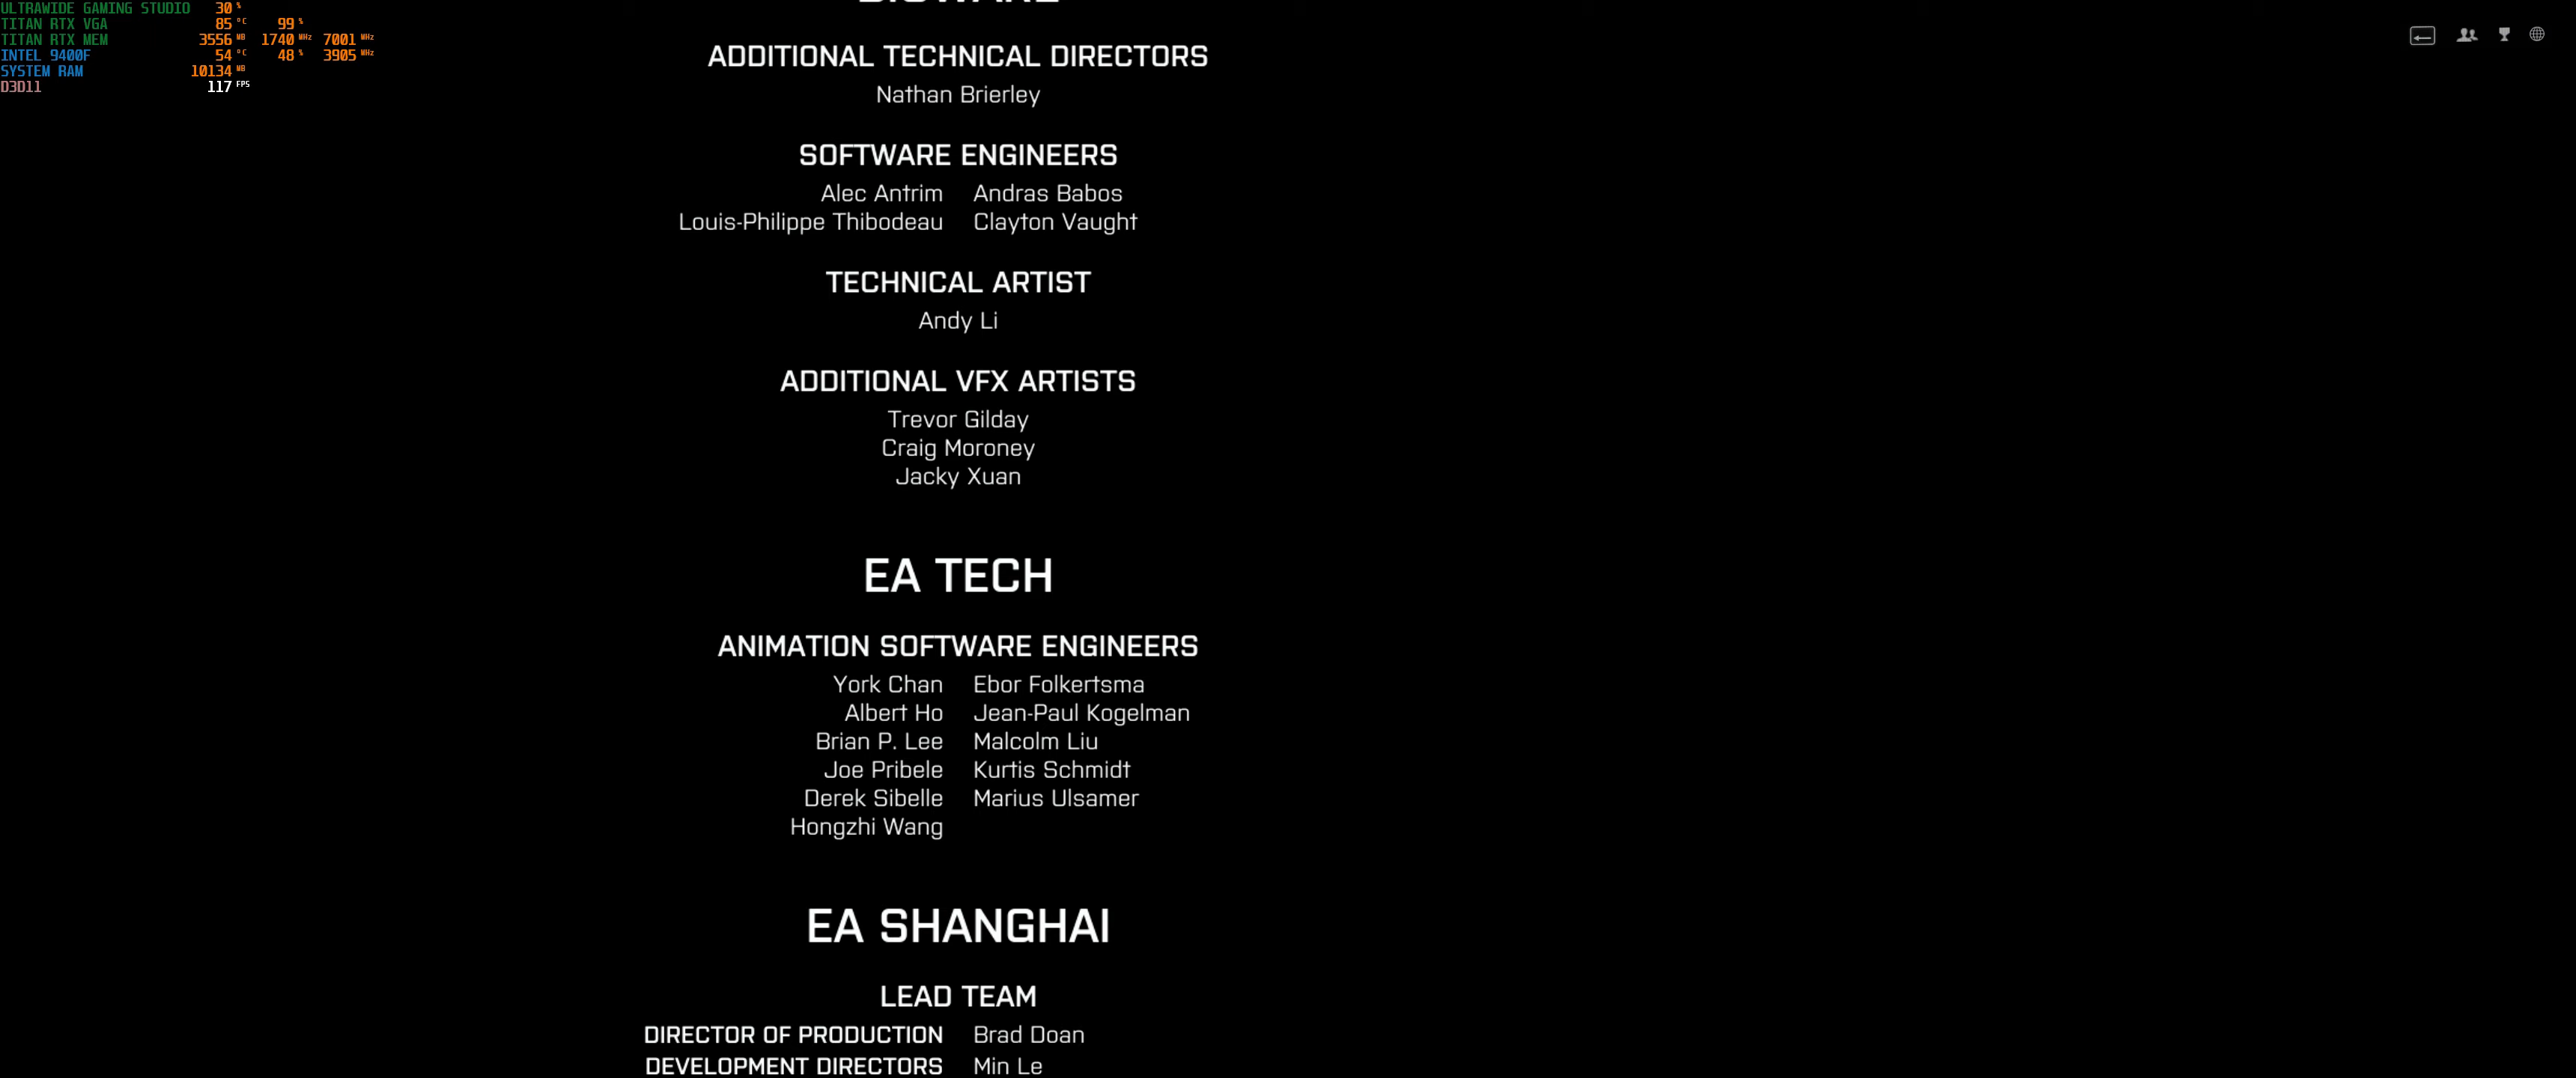 ULTRAWIDE GAMING STUDIO 30 %
TITAN RTX VGA 85 °C 99 %
TITAN RTX MEM 3556 MB 1740 MHz 7001 MHz
INTEL 9400F 54 °C 48 % 3905 MHz
SYSTEM RAM 10134 MB
D3D11 117 FPS
ADDITIONAL TECHNICAL DIRECTORS
Nathan Brierley
SOFTWARE ENGINEERS
Alec Antrim Andras Babos
Louis-Philippe Thibodeau Clayton Vaught
TECHNICAL ARTIST
Andy Li
ADDITIONAL VFX ARTISTS
Trevor Gilday
Craig Moroney
Jacky Xuan
EA TECH
ANIMATION SOFTWARE ENGINEERS
York Chan Ebor Folkertsma
Albert Ho Jean-Paul Kogelman
Brian P. Lee Malcolm Liu
Joe Pribele Kurtis Schmidt
Derek Sibelle Marius Ulsamer
Hongzhi Wang
EA SHANGHAI
LEAD TEAM
DIRECTOR OF PRODUCTION Brad Doan
DEVELOPMENT DIRECTORS Min Le